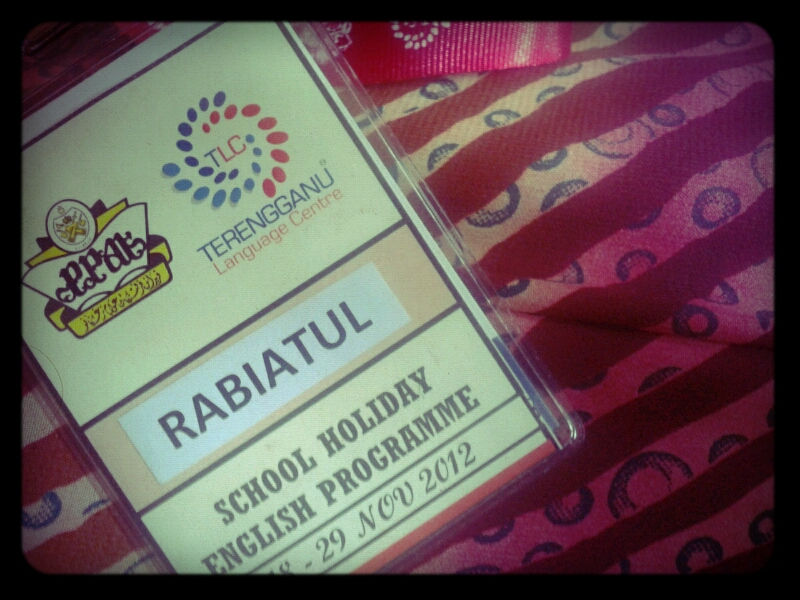 TLC
TERENGGANU
Language Centre
RABIATUL
SCHOOL HOLIDAY
ENGLISH PROGRAMME
- 29 NOV 2012